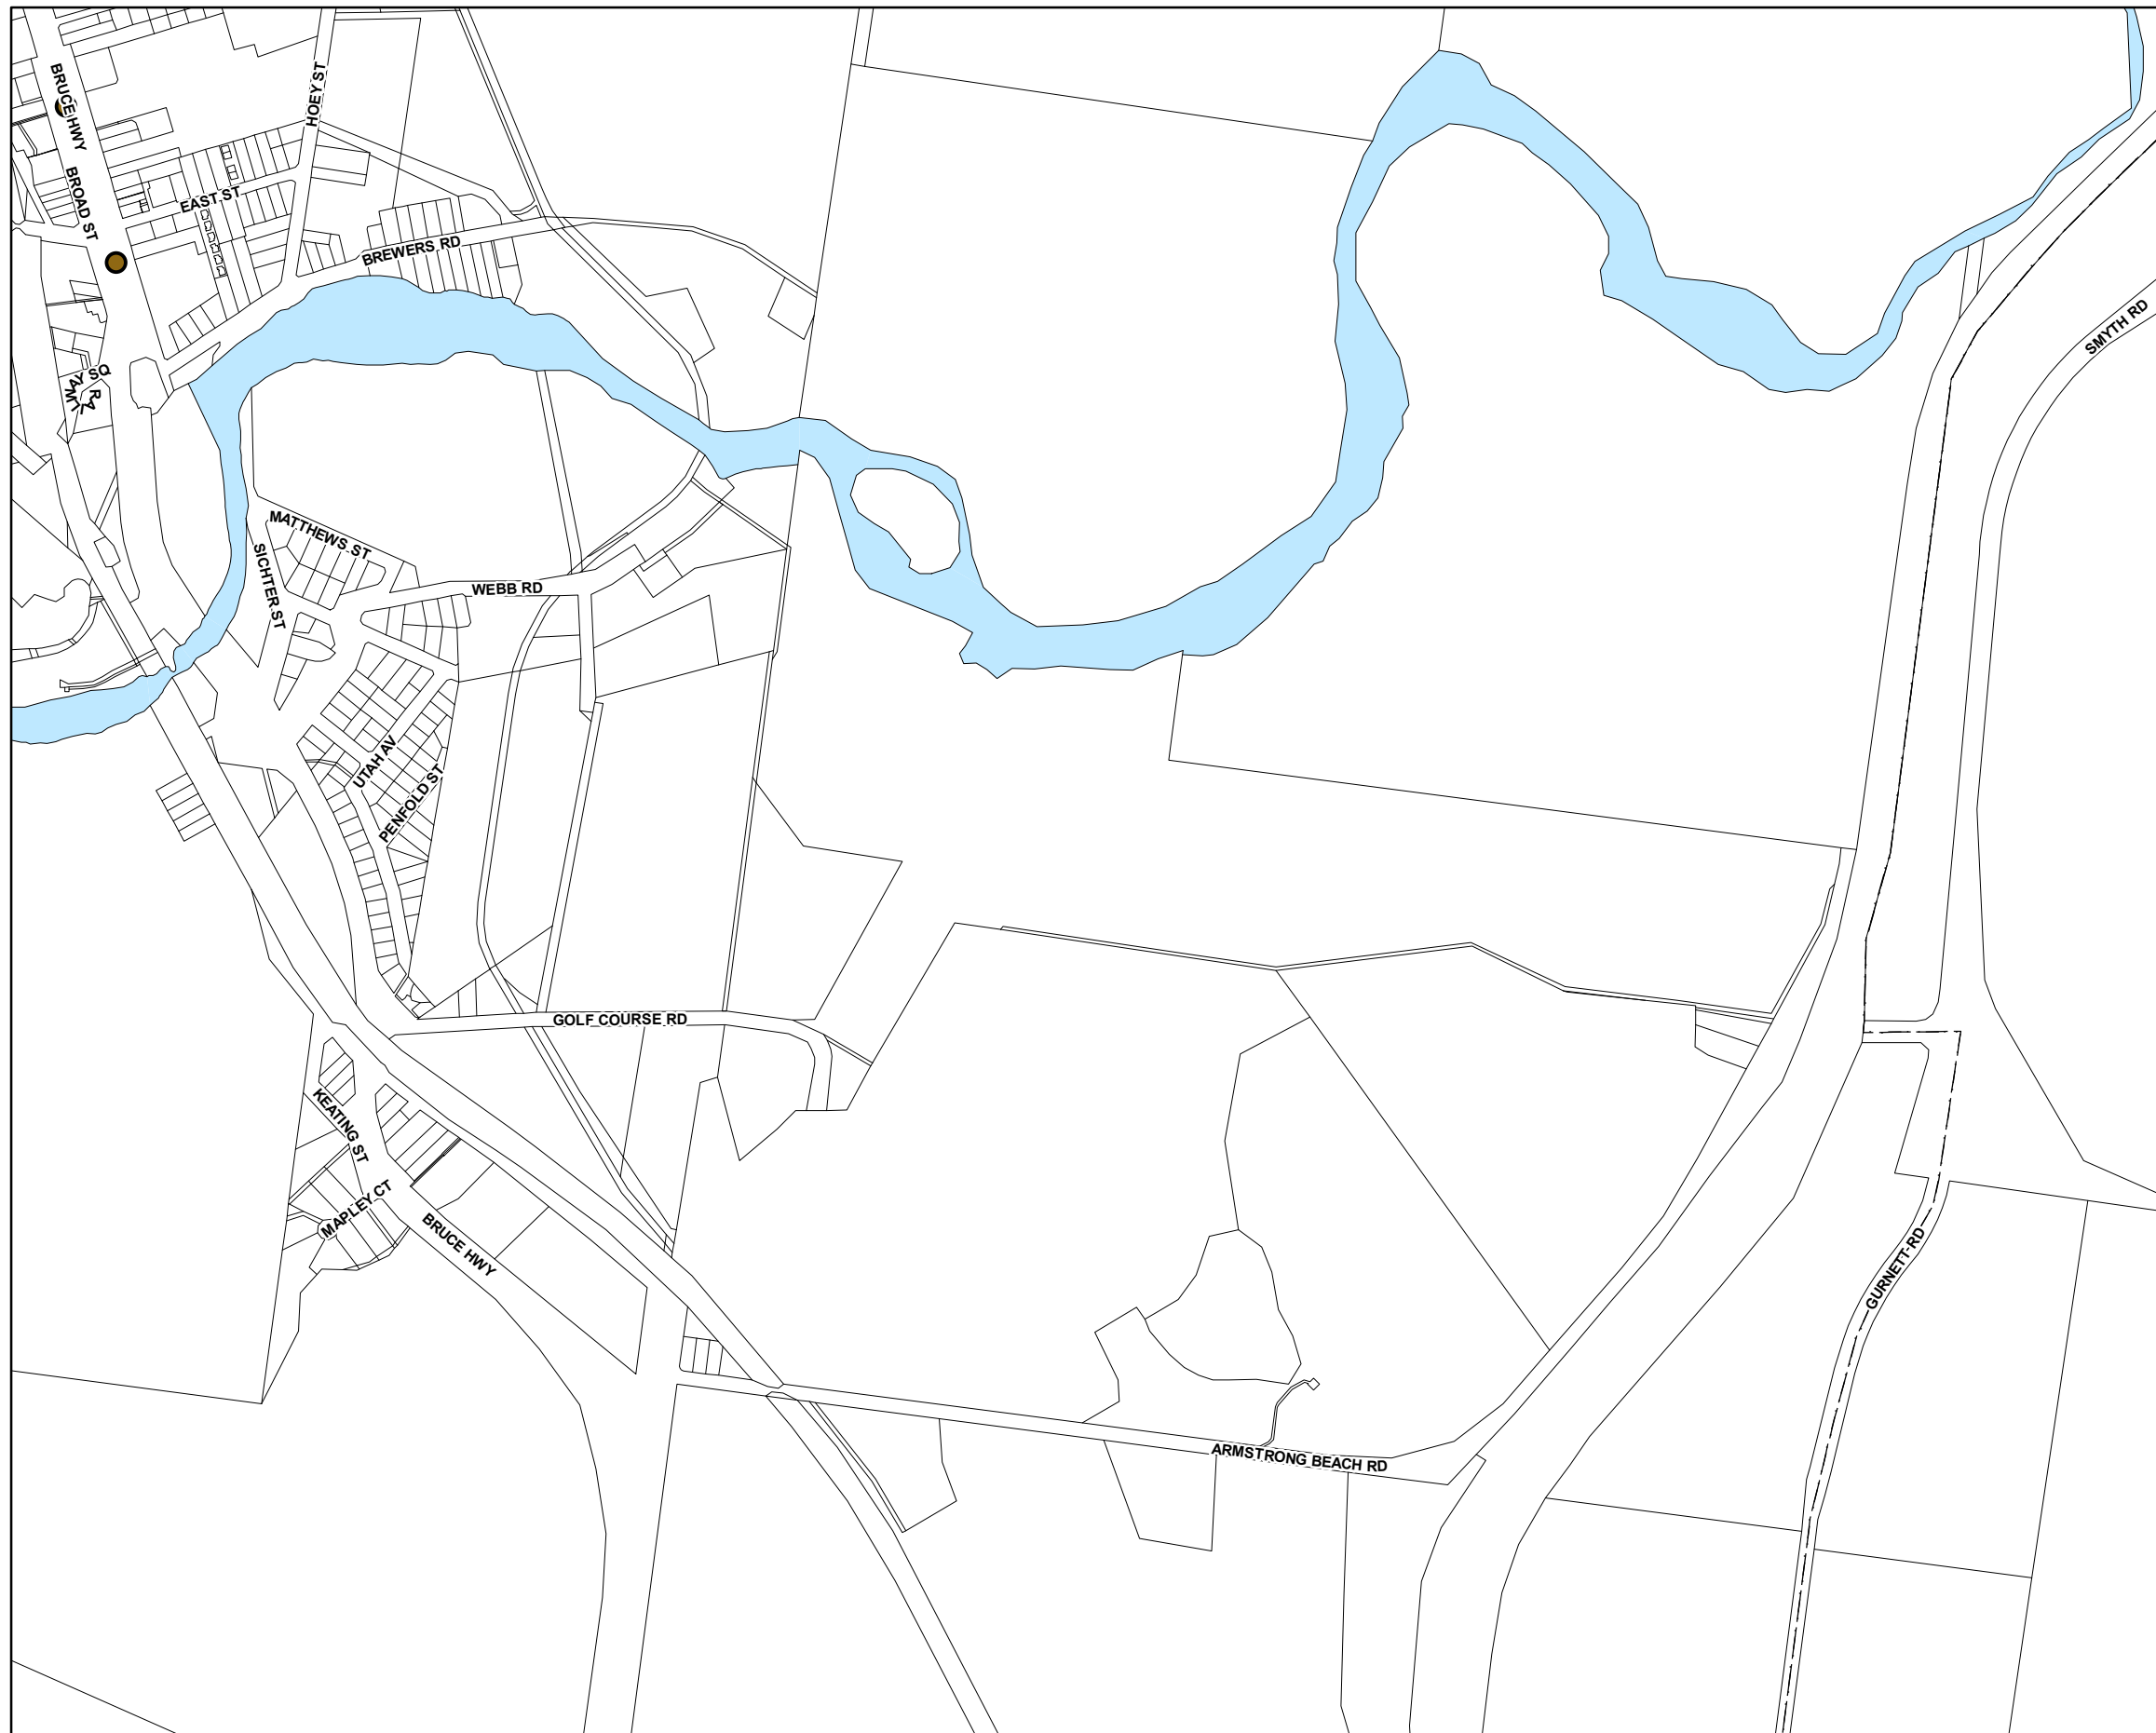 BRUCE HWY
HOEY ST
BROAD ST
EAST ST
BREWERS RD
SMYTH RD
MATTHEWS ST
SICHTER ST
WEBB RD
UTAH AV
PENFOLD ST
GOLF COURSE RD
KEATING ST
MAPLEY CT
BRUCE HWY
GURNETT RD
ARMSTRONG BEACH RD